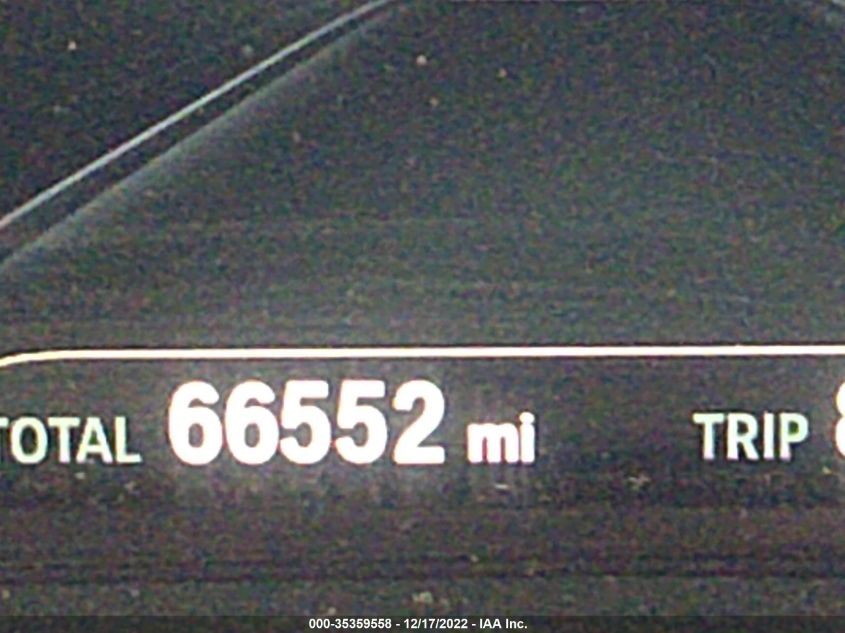 TOTAL 66552 mi TRIP
000-35359558 - 12/17/2022 - IAA Inc.